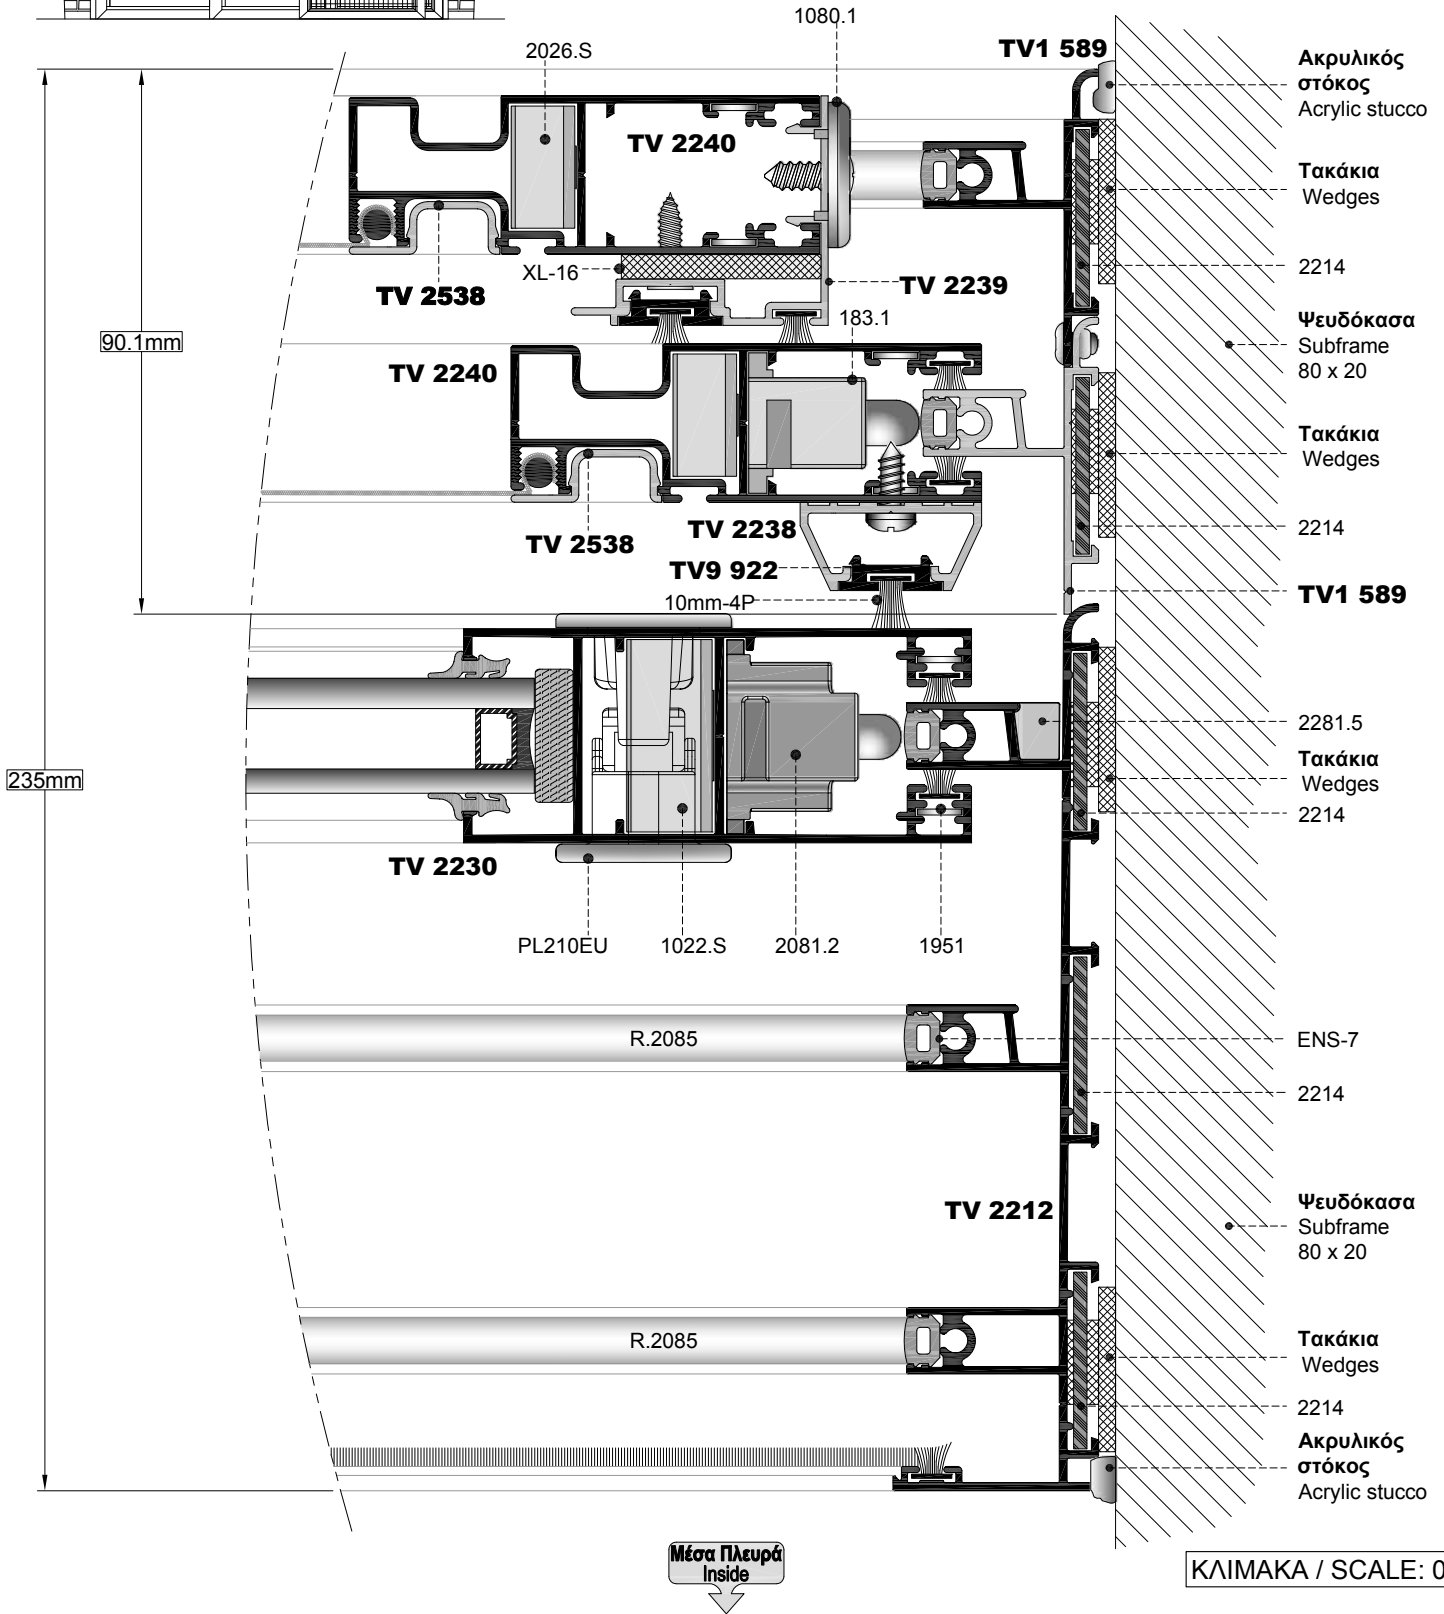 1080.1
2026.S
TV1 589
Ακρυλικός
στόκος
Acrylic stucco
TV 2240
Τακάκια
Wedges
2214
XL-16
TV 2538
TV 2239
183.1
Ψευδόκασα
Subframe
80 x 20
90.1mm
TV 2240
Τακάκια
Wedges
2214
TV 2538
TV 2238
TV9 922
10mm-4P
TV1 589
2281.5
Τακάκια
Wedges
2214
235mm
TV 2230
PL210EU
1022.S
2081.2
1951
R.2085
ENS-7
2214
TV 2212
Ψευδόκασα
Subframe
80 x 20
R.2085
Τακάκια
Wedges
2214
Ακρυλικός
στόκος
Acrylic stucco
Μέσα Πλευρά
Inside
ΚΛΙΜΑΚΑ / SCALE: 0